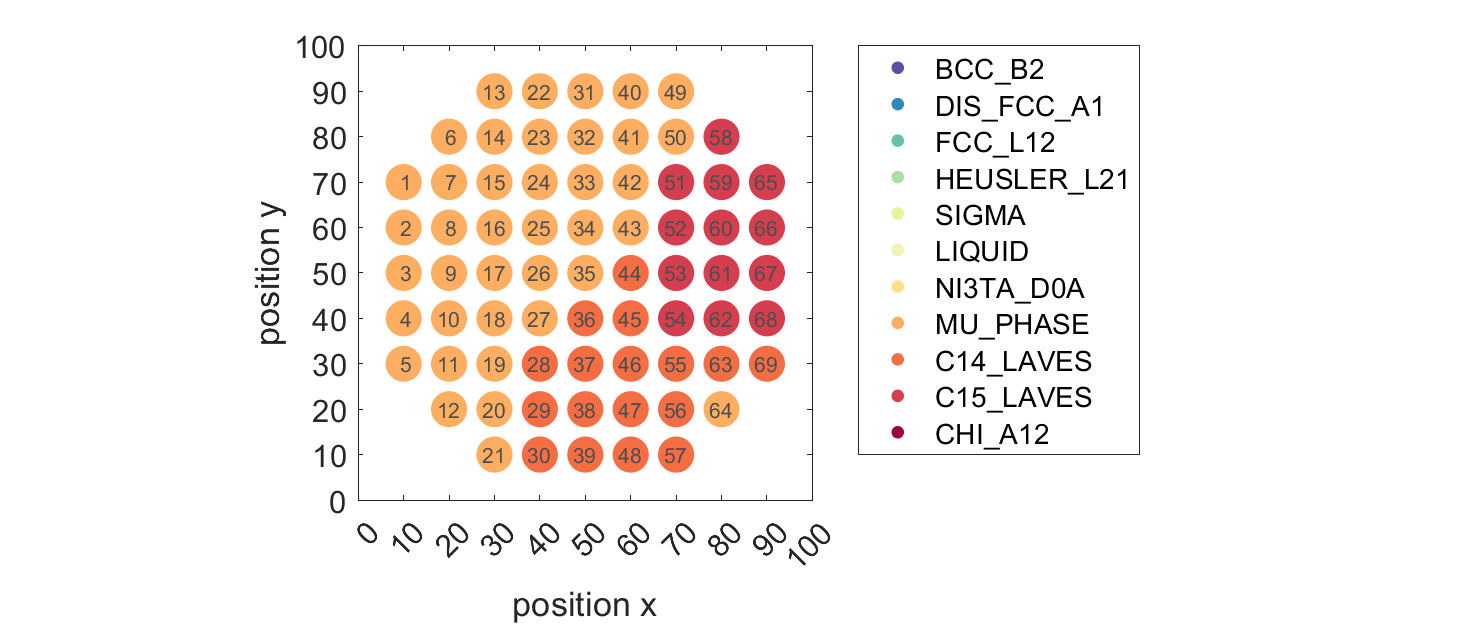 100
90
80
70
60
50
40
30
20
10
0
position y
13 22 31 40 49
6 14 23 32 41 50 58
1 7 15 24 33 42 51 59 65
2 8 16 25 34 43 52 60 66
3 9 17 26 35 44 53 61 67
4 10 18 27 36 45 54 62 68
5 11 19 28 37 46 55 63 69
12 20 29 38 47 56 64
21 30 39 48 57
0 10 20 30 40 50 60 70 80 90 100
position x
BCC_B2
DIS_FCC_A1
FCC_L12
HEUSLER_L21
SIGMA
LIQUID
NI3TA_D0A
MU_PHASE
C14_LAVES
C15_LAVES
CHI_A12